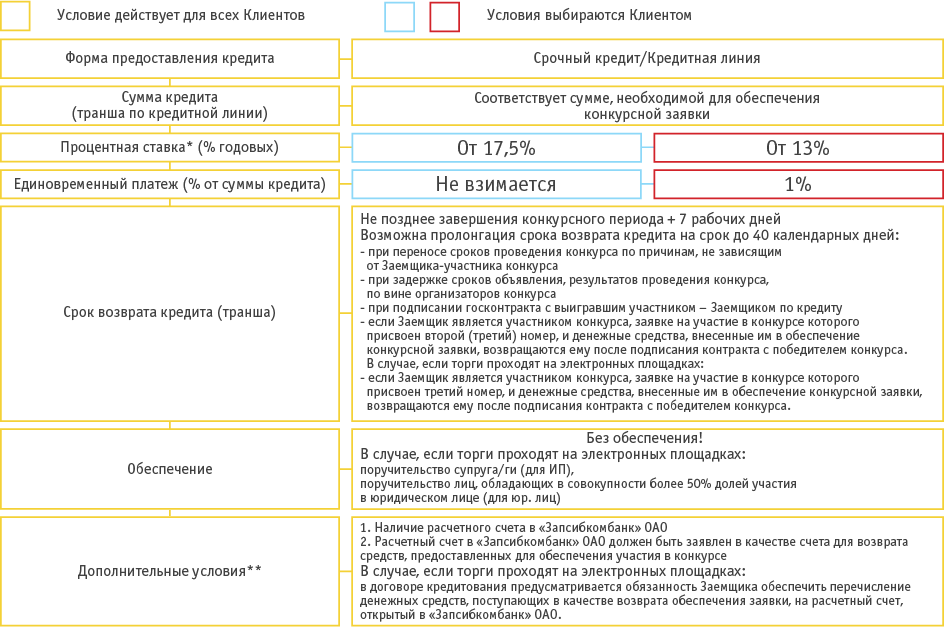 Условие действует для всех Клиентов
Условия выбираются Клиентом
Форма предоставления кредита
Срочный кредит/Кредитная линия
Сумма кредита
(транша по кредитной линии)
Соответствует сумме, необходимой для обеспечения
конкурсной заявки
Процентная ставка* (% годовых)
От 17,5%
От 13%
Единовременный платеж (% от суммы кредита)
Не взимается
1%
Срок возврата кредита (транша)
Не позднее завершения конкурсного периода + 7 рабочих дней
Возможна пролонгация срока возврата кредита на срок до 40 календарных дней:
- при переносе сроков проведения конкурса по причинам, не зависящим
от Заемщика-участника конкурса
- при задержке сроков объявления, результатов проведения конкурса,
по вине организаторов конкурса
- при подписании госконтракта с выигравшим участником – Заемщиком по кредиту
- если Заемщик является участником конкурса, заявке на участие в конкурсе которого
присвоен второй (третий) номер, и денежные средства, внесенные им в обеспечение
конкурсной заявки, возвращаются ему после подписания контракта с победителем конкурса.
В случае, если торги проходят на электронных площадках:
- если Заемщик является участником конкурса, заявке на участие в конкурсе которого
присвоен третий номер, и денежные средства, внесенные им в обеспечение конкурсной заявки,
возвращаются ему после подписания контракта с победителем конкурса.
Обеспечение
Без обеспечения!
В случае, если торги проходят на электронных площадках:
поручительство супруга/ги (для ИП),
поручительство лиц, обладающих в совокупности более 50% долей участия
в юридическом лице (для юр. лиц)
Дополнительные условия**
1. Наличие расчетного счета в «Запсибкомбанк» ОАО
2. Расчетный счет в «Запсибкомбанк» ОАО должен быть заявлен в качестве счета для возврата
средств, предоставленных для обеспечения участия в конкурсе
В случае, если торги проходят на электронных площадках:
в договоре кредитования предусматривается обязанность Заемщика обеспечить перечисление
денежных средств, поступающих в качестве возврата обеспечения заявки, на расчетный счет,
открытый в «Запсибкомбанк» ОАО.